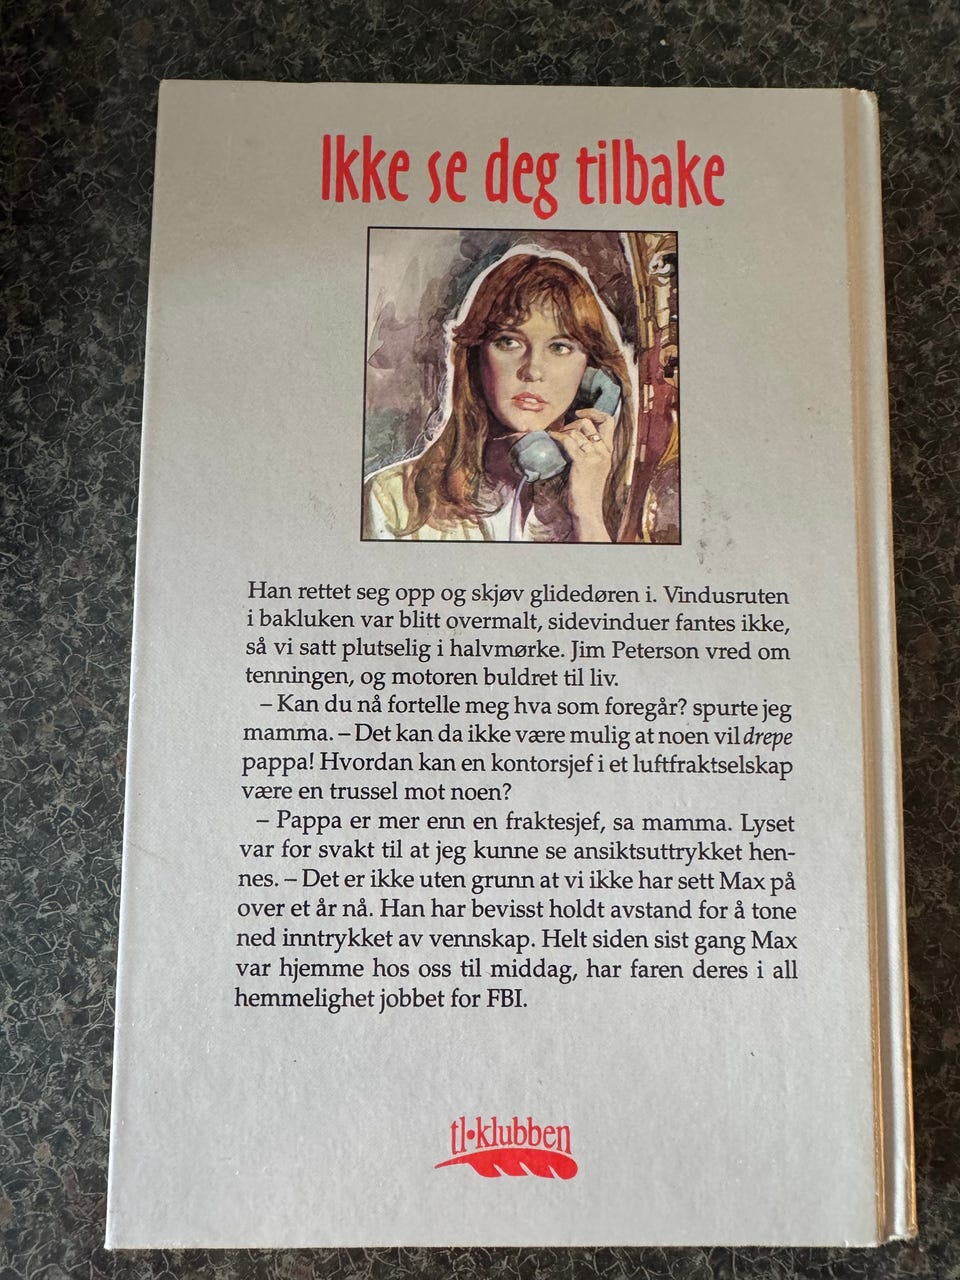 Ikke se deg tilbake
Han rettet seg opp og skjøv glidedøren i. Vindusruten
i bakluken var blitt overmalt, sidevinduer fantes ikke,
så vi satt plutselig i halvmørke. Jim Peterson vred om
tenningen, og motoren buldret til liv.
– Kan du nå fortelle meg hva som foregår? spurte jeg
mamma. – Det kan da ikke være mulig at noen vil drepe
pappa! Hvordan kan en kontorsjef i et luftfraktselskap
være en trussel mot noen?
– Pappa er mer enn en fraktesjef, sa mamma. Lyset
var for svakt til at jeg kunne se ansiktsuttrykket hen-
nes. – Det er ikke uten grunn at vi ikke har sett Max på
over et år nå. Han har bevisst holdt avstand for å tone
ned inntrykket av vennskap. Helt siden sist gang Max
var hjemme hos oss til middag, har faren deres i all
hemmelighet jobbet for FBI.
tl•klubben